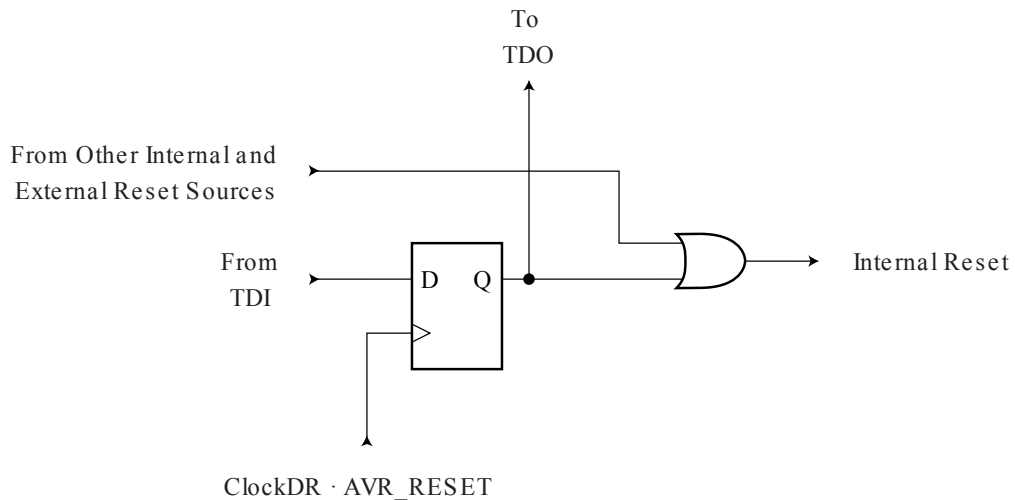 To
TDO
From Other Internal and
External Reset Sources
From
TDI
D Q
Internal Reset
ClockDR · AVR_RESET